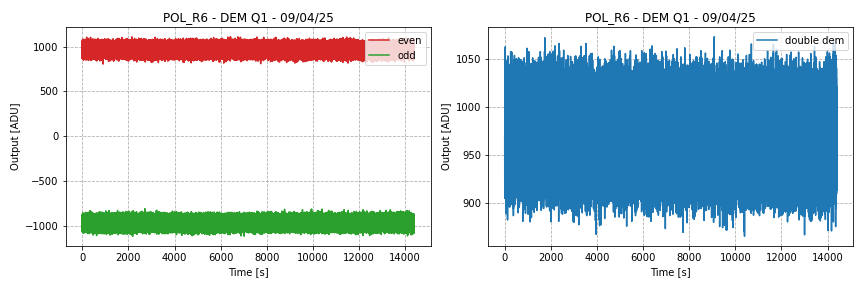 POL_R6 - DEM Q1 - 09/04/25
even
odd
1000
500
0
−500
−1000
Output [ADU]
0 2000 4000 6000 8000 10000 12000 14000
Time [s]
POL_R6 - DEM Q1 - 09/04/25
double dem
1050
1000
950
900
Output [ADU]
0 2000 4000 6000 8000 10000 12000 14000
Time [s]